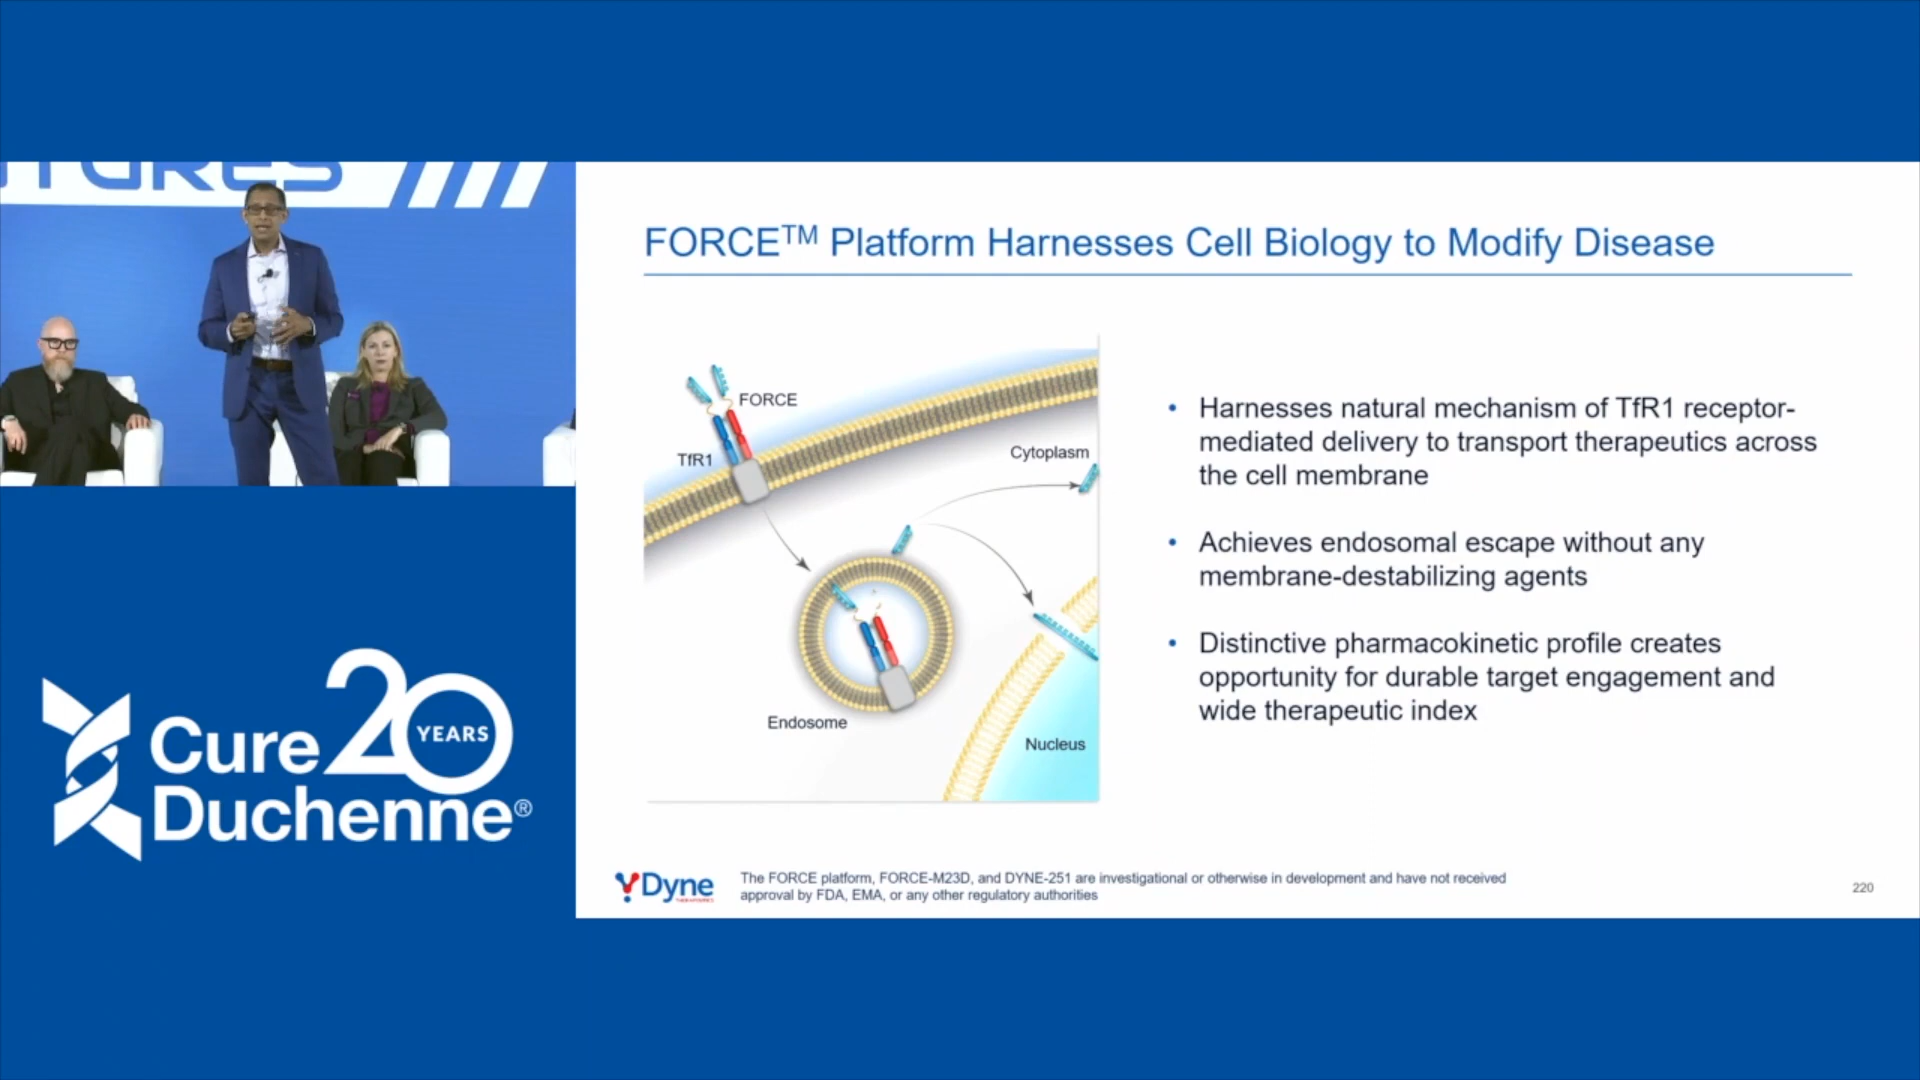 FORCE™ Platform Harnesses Cell Biology to Modify Disease
FORCE
TfR1
Cytoplasm
Endosome
Nucleus
• Harnesses natural mechanism of TfR1 receptor-
mediated delivery to transport therapeutics across
the cell membrane
• Achieves endosomal escape without any
membrane-destabilizing agents
• Distinctive pharmacokinetic profile creates
opportunity for durable target engagement and
wide therapeutic index
Cure
20
YEARS
Duchenne®
Dyne
The FORCE platform, FORCE-M23D, and DYNE-251 are investigational or otherwise in development and have not received
approval by FDA, EMA, or any other regulatory authorities
220